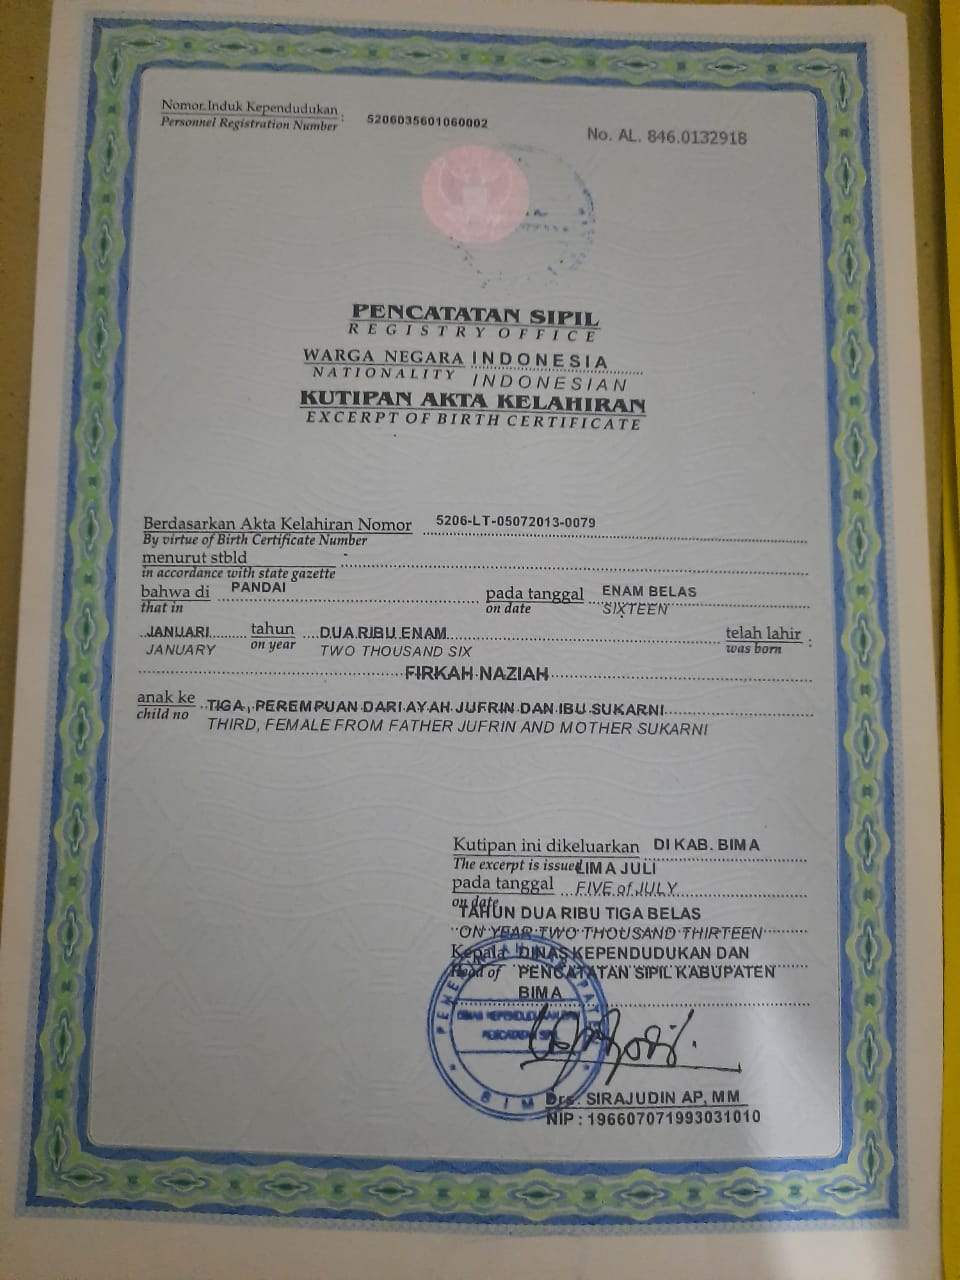 Nomor Induk Kependudukan : 5206035601060002
Personnel Registration Number
No. AL. 846.0132918
PENCATATAN SIPIL
REGISTRY OFFICE
WARGA NEGARA INDONESIA
NATIONALITY INDONESIAN
KUTIPAN AKTA KELAHIRAN
EXCERPT OF BIRTH CERTIFICATE
Berdasarkan Akta Kelahiran Nomor 5206-LT-05072013-0079
By virtue of Birth Certificate Number
menurut stbld -
in accordance with state gazette
bahwa di PANDAI pada tanggal ENAM BELAS
that in on date SIXTEEN
JANUARI tahun DUA RIBU ENAM telah lahir :
JANUARY on year TWO THOUSAND SIX was born
FIRKAH NAZIAH
anak ke TIGA, PEREMPUAN DARI AYAH JUFRIN DAN IBU SUKARNI
child no THIRD, FEMALE FROM FATHER JUFRIN AND MOTHER SUKARNI
Kutipan ini dikeluarkan DI KAB. BIMA
The excerpt is issued LIMA JULI
pada tanggal FIVE of JULY
on date
TAHUN DUA RIBU TIGA BELAS
ON YEAR TWO THOUSAND THIRTEEN
Kepala DINAS KEPENDUDUKAN DAN
Head of PENCATATAN SIPIL KABUPATEN
BIMA
DINAS KEPENDUDUKAN DAN
PENCATATAN SIPIL
BIMA
Drs. SIRAJUDIN AP, MM
NIP : 196607071993031010